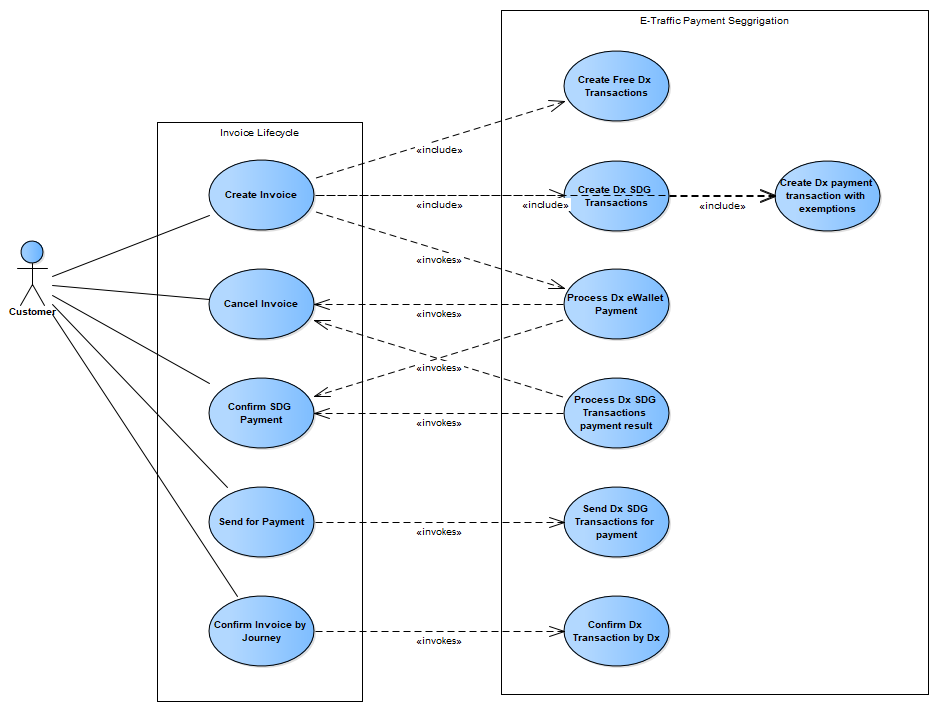 E-Traffic Payment Seggrigation
Create Free Dx
Transactions
Invoice Lifecycle
«include»
Create Invoice
Create Dx SDG
Transactions
Create Dx payment
transaction with
exemptions
«include»
«include»
«include»
«invokes»
Customer
Cancel Invoice
Process Dx eWallet
Payment
«invokes»
«invokes»
Confirm SDG
Payment
Process Dx SDG
Transactions
payment result
«invokes»
Send for Payment
Send Dx SDG
Transactions for
payment
«invokes»
Confirm Invoice by
Journey
Confirm Dx
Transaction by Dx
«invokes»